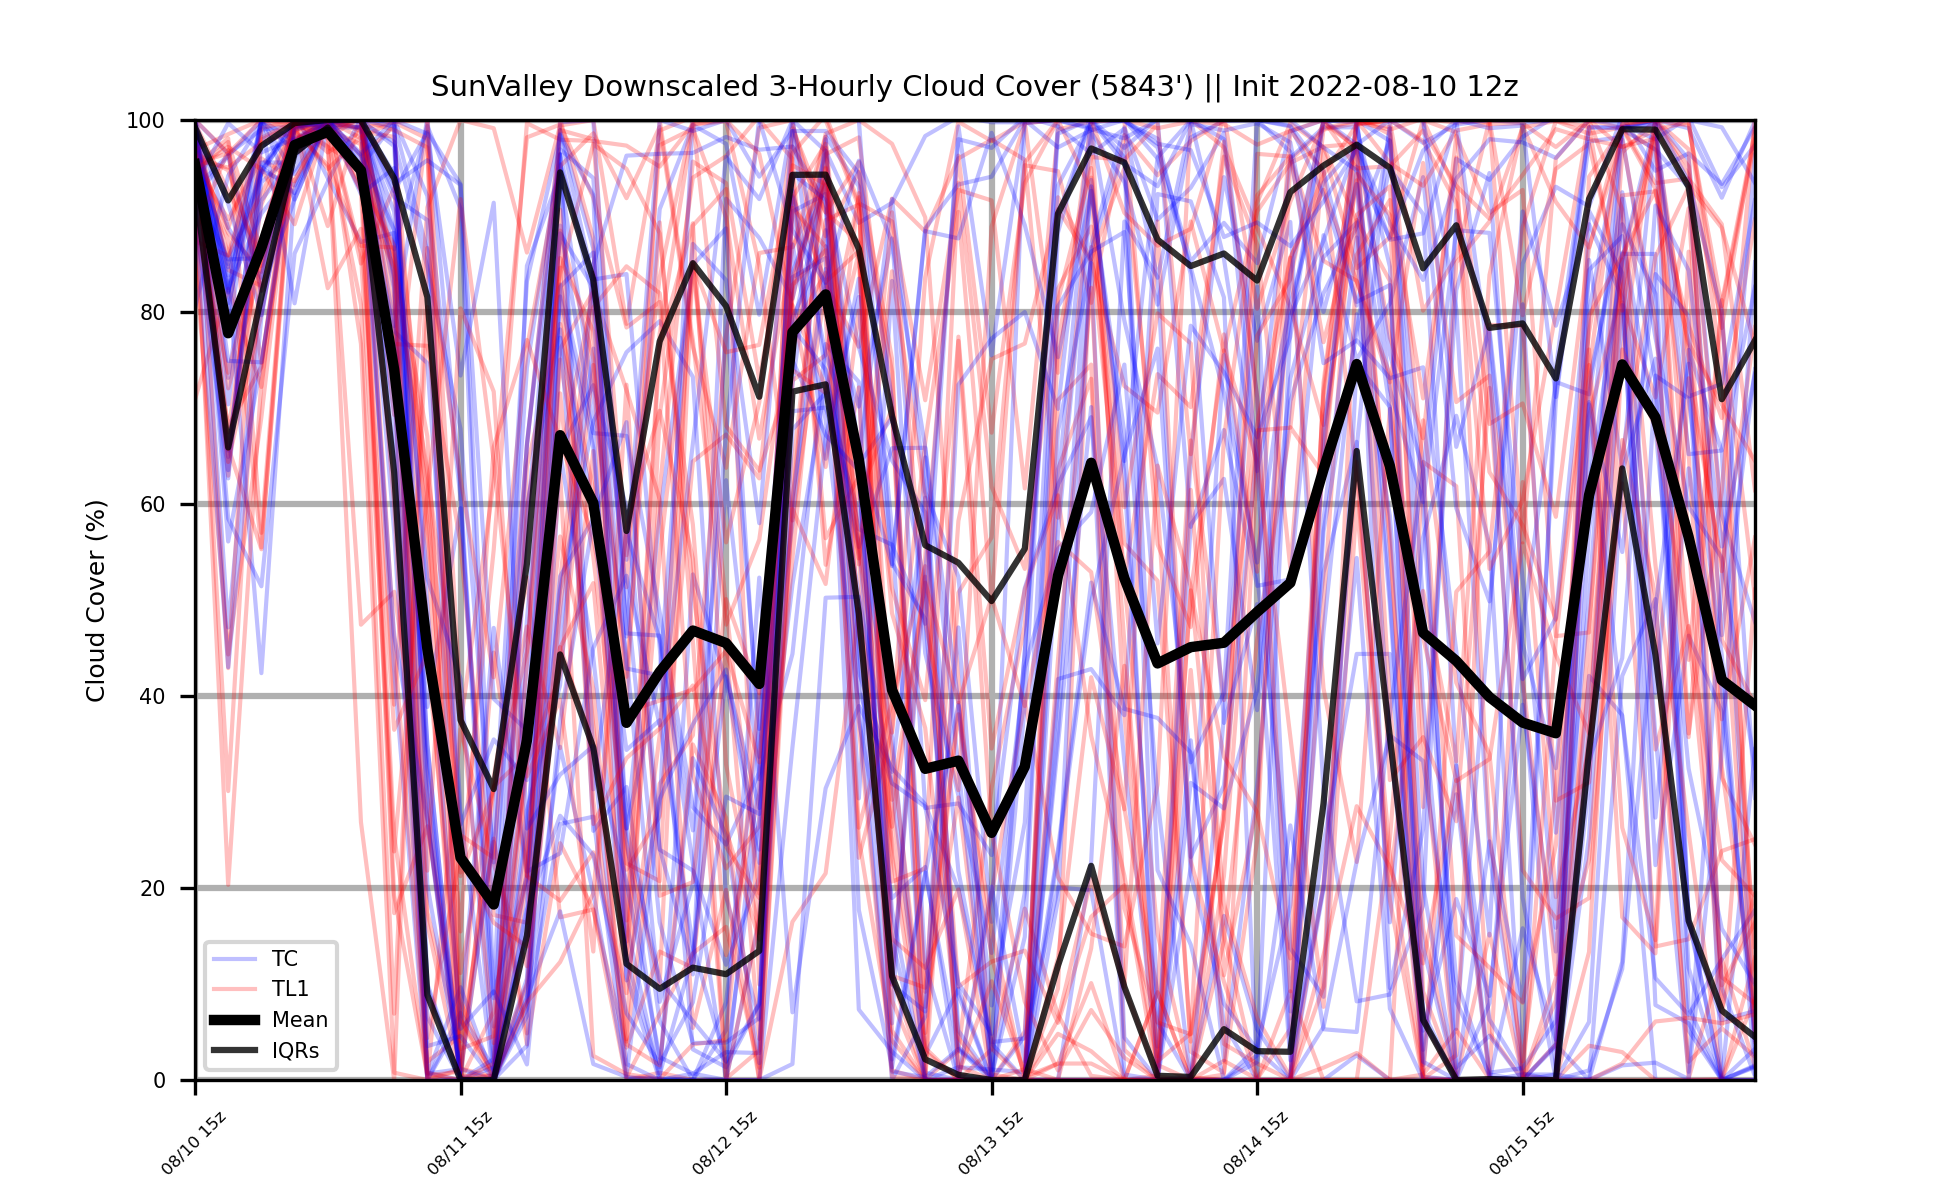 SunValley Downscaled 3-Hourly Cloud Cover (5843') || Init 2022-08-10 12z
Cloud Cover (%)
100
80
60
40
20
0
TC
TL1
Mean
IQRs
08/10 15z
08/11 15z
08/12 15z
08/13 15z
08/14 15z
08/15 15z